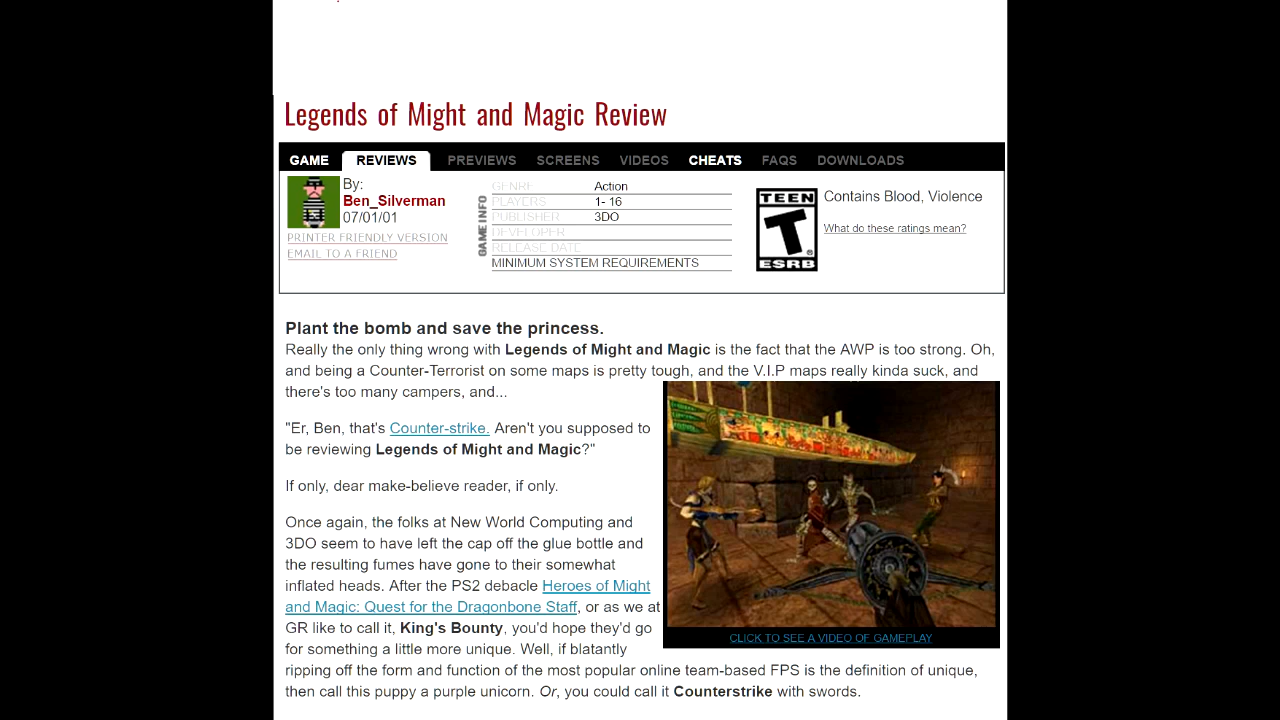 Legends of Might and Magic Review
GAME REVIEWS PREVIEWS SCREENS VIDEOS CHEATS FAQS DOWNLOADS
By:
Ben_Silverman
07/01/01
PRINTER FRIENDLY VERSION
EMAIL TO A FRIEND
GAME INFO
GENRE Action
PLAYERS 1- 16
PUBLISHER 3DO
DEVELOPER
RELEASE DATE
MINIMUM SYSTEM REQUIREMENTS
TEEN
T
ESRB
Contains Blood, Violence
What do these ratings mean?
Plant the bomb and save the princess.
Really the only thing wrong with Legends of Might and Magic is the fact that the AWP is too strong. Oh,
and being a Counter-Terrorist on some maps is pretty tough, and the V.I.P maps really kinda suck, and
there's too many campers, and...
"Er, Ben, that's Counter-strike. Aren't you supposed to
be reviewing Legends of Might and Magic?"
If only, dear make-believe reader, if only.
Once again, the folks at New World Computing and
3DO seem to have left the cap off the glue bottle and
the resulting fumes have gone to their somewhat
inflated heads. After the PS2 debacle Heroes of Might
and Magic: Quest for the Dragonbone Staff, or as we at
GR like to call it, King's Bounty, you'd hope they'd go
for something a little more unique. Well, if blatantly
ripping off the form and function of the most popular online team-based FPS is the definition of unique,
then call this puppy a purple unicorn. Or, you could call it Counterstrike with swords.
CLICK TO SEE A VIDEO OF GAMEPLAY